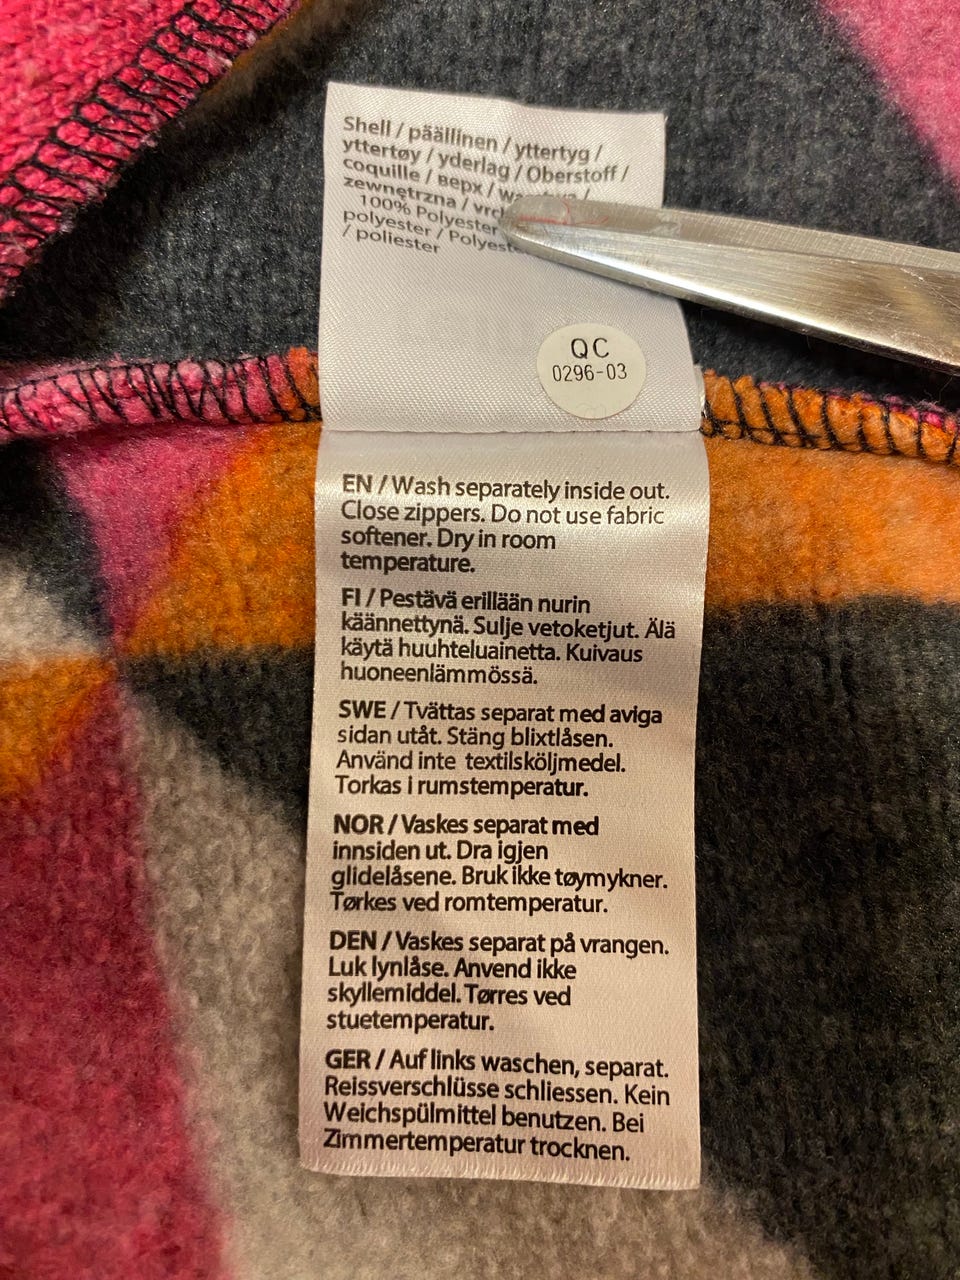 Shell / päällinen / yttertyg /
yttertøy / yderlag / Oberstoff /
coquille / верх / /
zewnętrzna /
100% Polyester
polyester /
/ poliester
QC
0296-03
EN / Wash separately inside out.
Close zippers. Do not use fabric
softener. Dry in room
temperature.
FI / Pestävä erillään nurin
käännettynä. Sulje vetoketjut. Älä
käytä huuhteluainetta. Kuivaus
huoneenlämmössä.
SWE / Tvättas separat med aviga
sidan utåt. Stäng blixtlåsen.
Använd inte textilsköljmedel.
Torkas i rumstemperatur.
NOR / Vaskes separat med
innsiden ut. Dra igjen
glidelåsene. Bruk ikke tøymykner.
Tørkes ved romtemperatur.
DEN / Vaskes separat på vrangen.
Luk lynlåse. Anvend ikke
skyllemiddel. Tørres ved
stuetemperatur.
GER / Auf links waschen, separat.
Reissverschlüsse schliessen. Kein
Weichspülmittel benutzen. Bei
Zimmertemperatur trocknen.